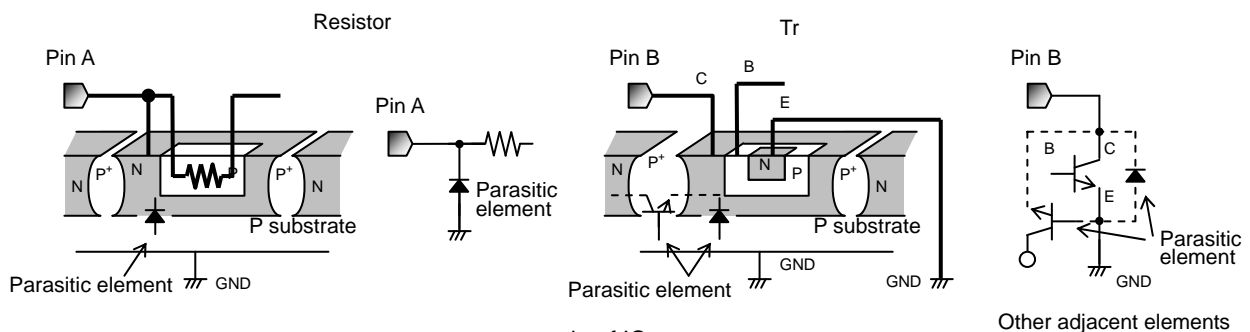 Resistor
Pin A
N
P+
N
P
P+
N
P substrate
Parasitic element
GND
Pin A
Parasitic
element
Tr
Pin B
C
B
E
N
P+
N
N
P
P+
N
P substrate
Parasitic element
GND
GND
Pin B
B
C
E
Parasitic
element
GND
Other adjacent elements